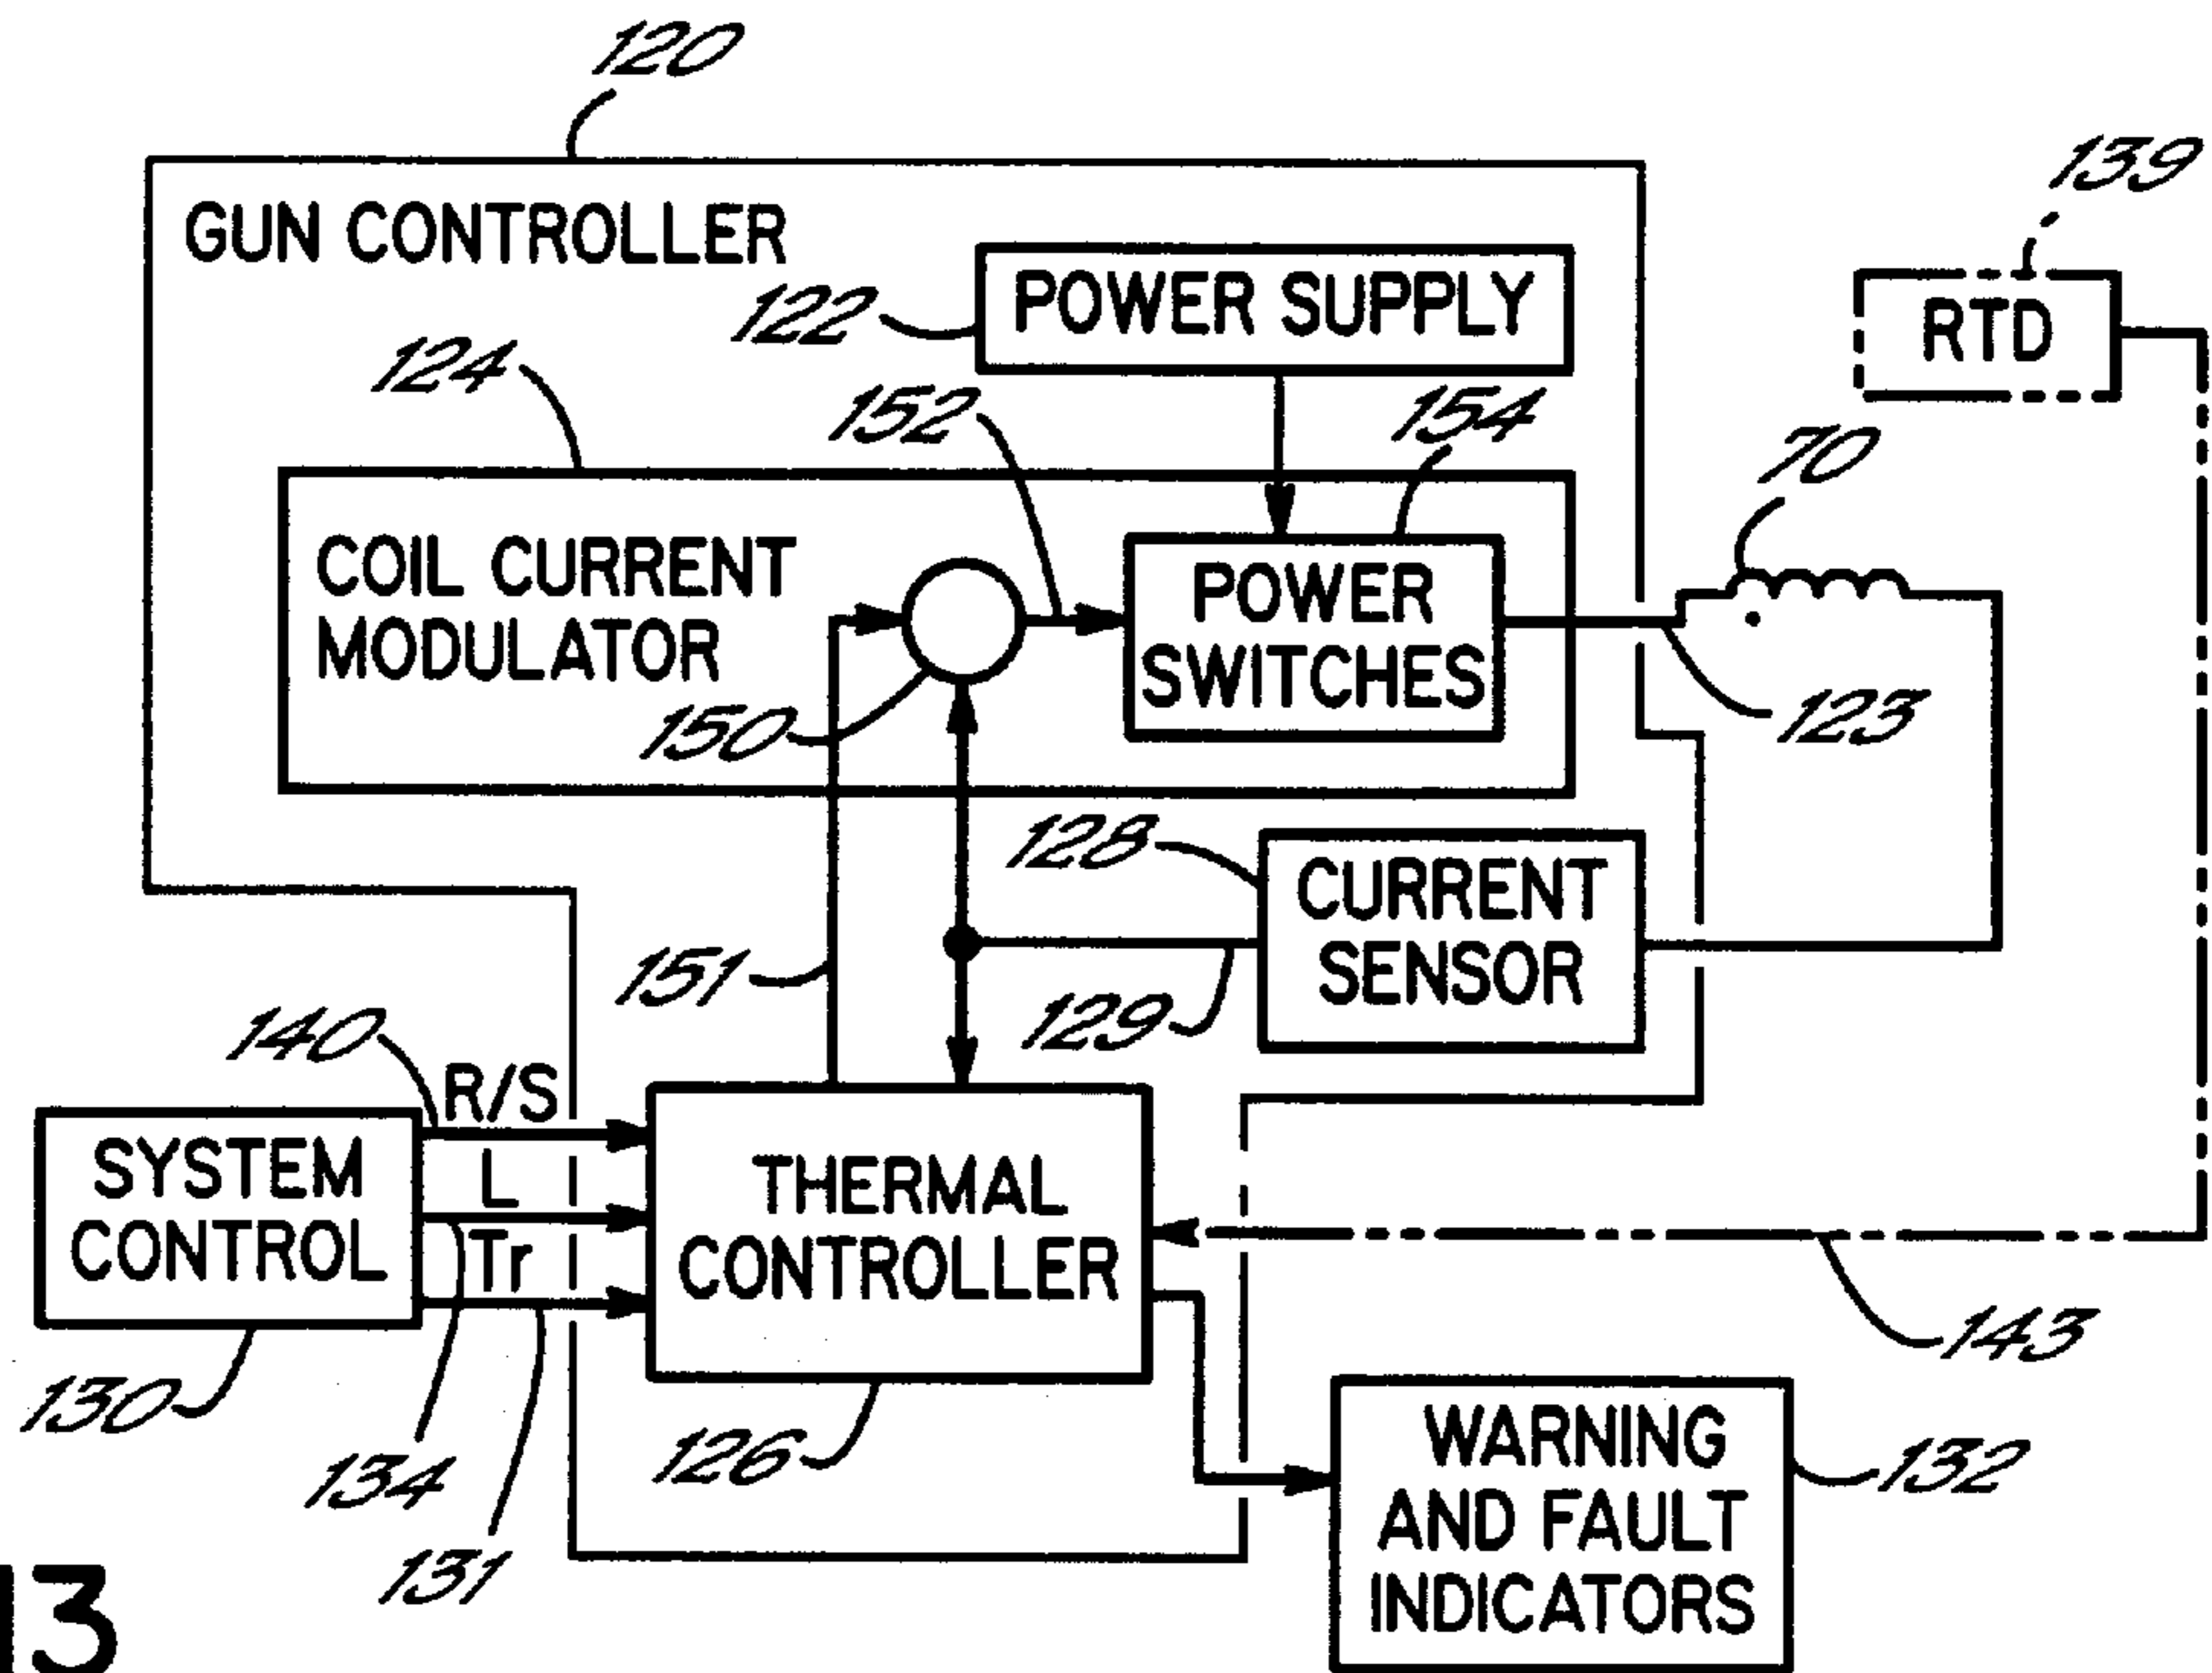 120
139
GUN CONTROLLER
122
POWER SUPPLY
RTD
124
152
154
70
COIL CURRENT
MODULATOR
POWER
SWITCHES
150
123
128
CURRENT
SENSOR
151
129
140
R/S
SYSTEM
CONTROL
L
Tr
THERMAL
CONTROLLER
143
130
134
131
126
WARNING
AND FAULT
INDICATORS
132
13